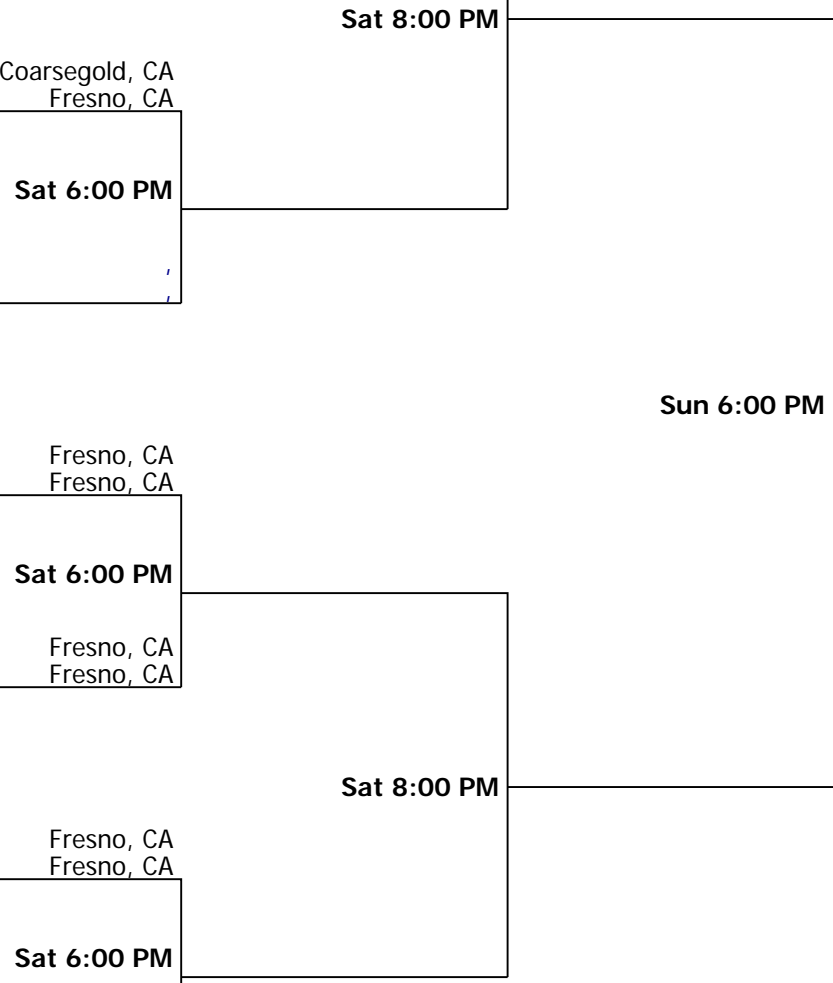 Sat 8:00 PM
Coarsegold, CA
Fresno, CA
Sat 6:00 PM
,
,
Sun 6:00 PM
Fresno, CA
Fresno, CA
Sat 6:00 PM
Fresno, CA
Fresno, CA
Sat 8:00 PM
Fresno, CA
Fresno, CA
Sat 6:00 PM